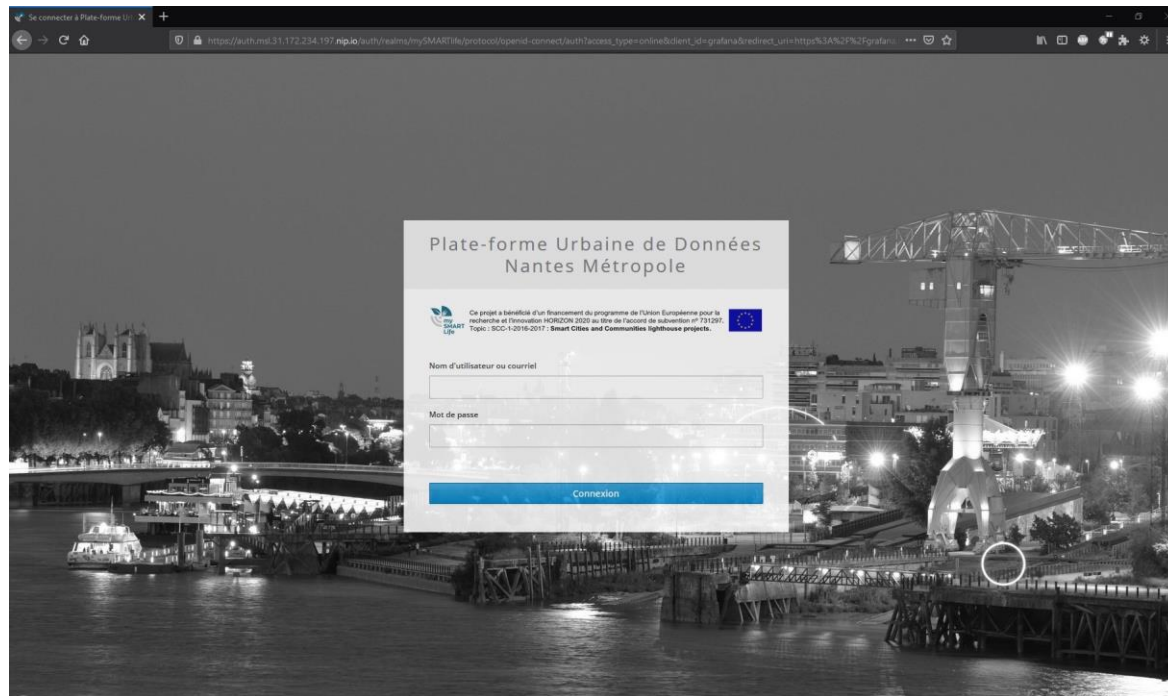 Se connecter à Plate-forme Ur
https://auth.msl.31.172.234.197.nip.io/auth/realms/mySMARTlife/protocol/openid-connect/auth?access_type=online&client_id=grafana&redirect_uri=https%3A%2F%2Fgrafana
Plate-forme Urbaine de Données
Nantes Métropole
my
SMART
Life
Ce projet a bénéficié d'un financement du programme de l'Union Européenne pour la
recherche et l'innovation HORIZON 2020 au titre de l'accord de subvention nº 731297.
Topic : SCC-1-2016-2017 : Smart Cities and Communities lighthouse projects.
Nom d'utilisateur ou courriel
Mot de passe
Connexion